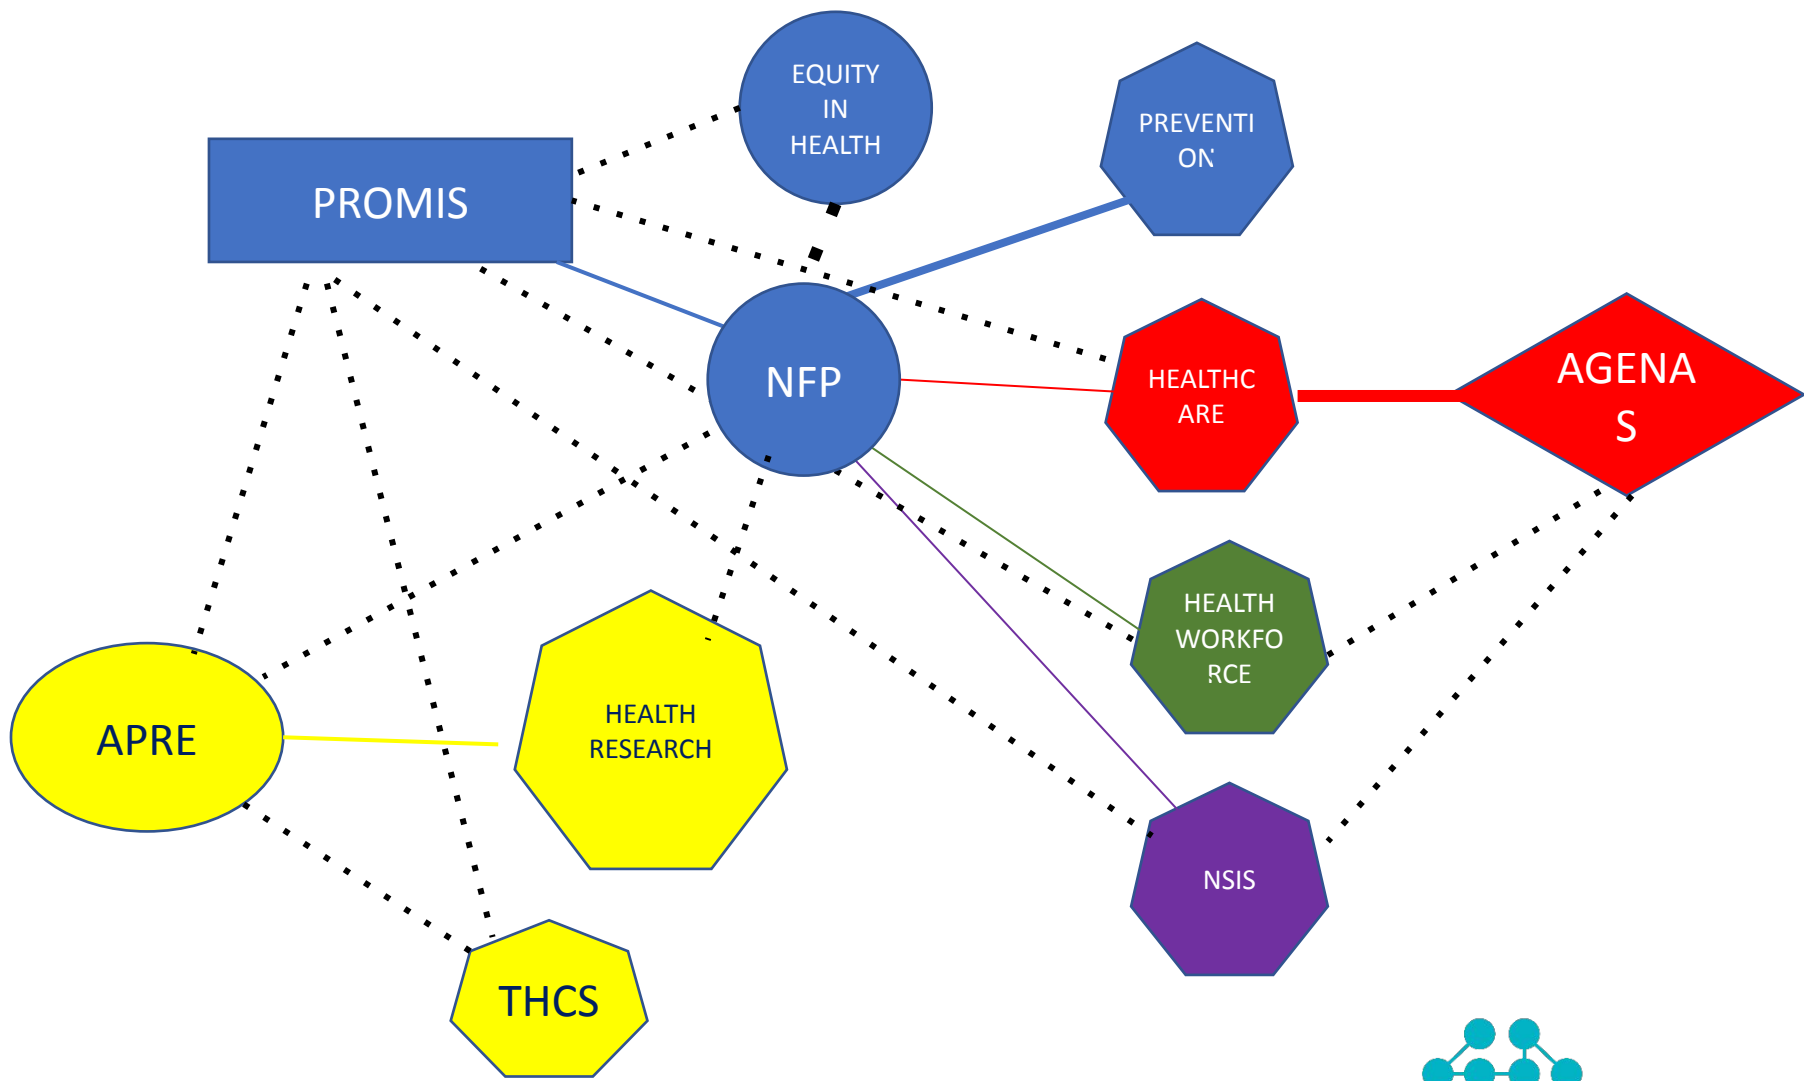 EQUITY
IN
HEALTH
PREVENTI
ON
PROMIS
NFP
HEALTHC
ARE
AGENA
S
HEALTH
WORKFO
RCE
HEALTH
RESEARCH
APRE
NSIS
THCS